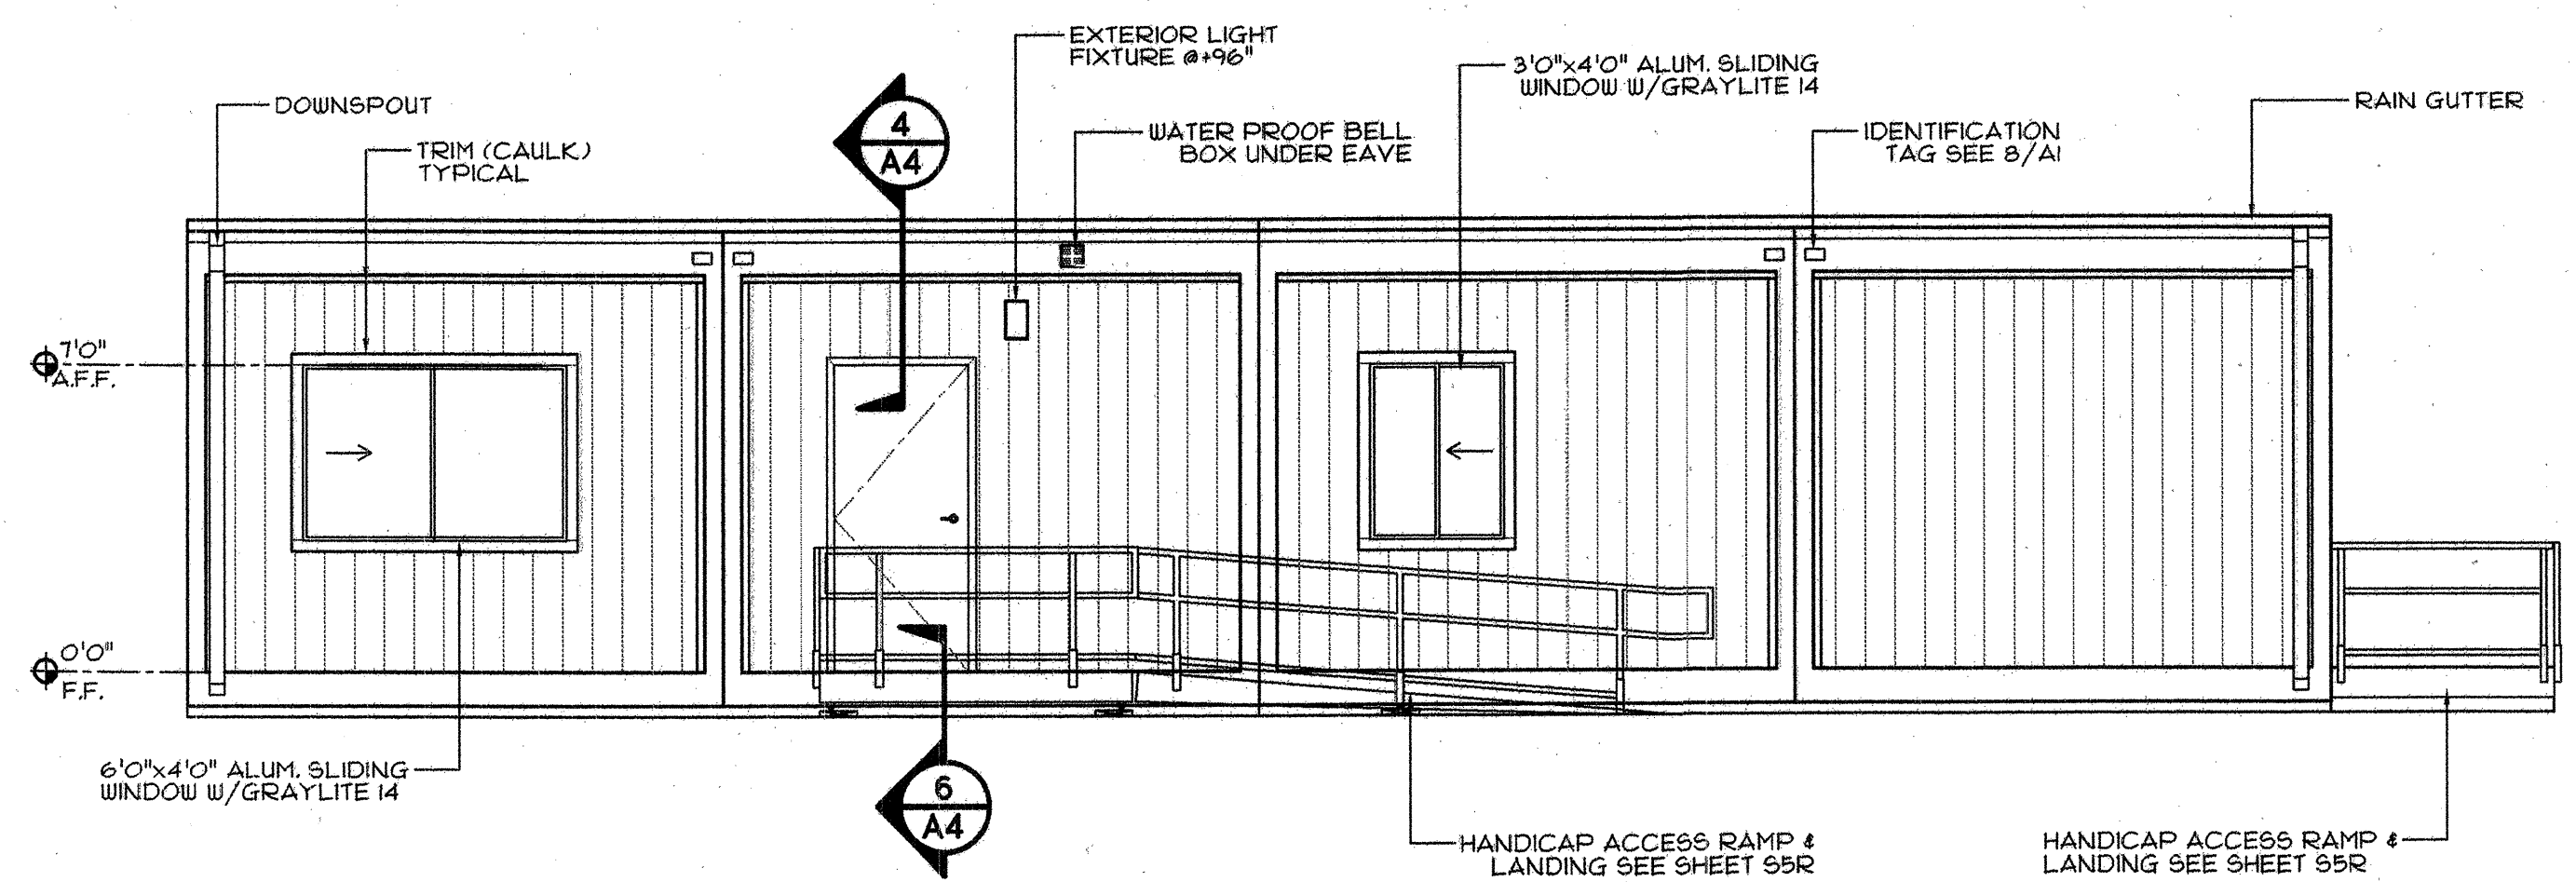 EXTERIOR LIGHT
FIXTURE @+96"
3'0"x4'0" ALUM. SLIDING
WINDOW W/GRAYLITE 14
DOWNSPOUT
RAIN GUTTER
4
A4
WATER PROOF BELL
BOX UNDER EAVE
IDENTIFICATION
TAG SEE 8/A1
TRIM (CAULK)
TYPICAL
7'0"
A.F.F.
0'0"
F.F.
6'0"x4'0" ALUM. SLIDING
WINDOW W/GRAYLITE 14
6
A4
HANDICAP ACCESS RAMP &
LANDING SEE SHEET S5R
HANDICAP ACCESS RAMP &
LANDING SEE SHEET S5R